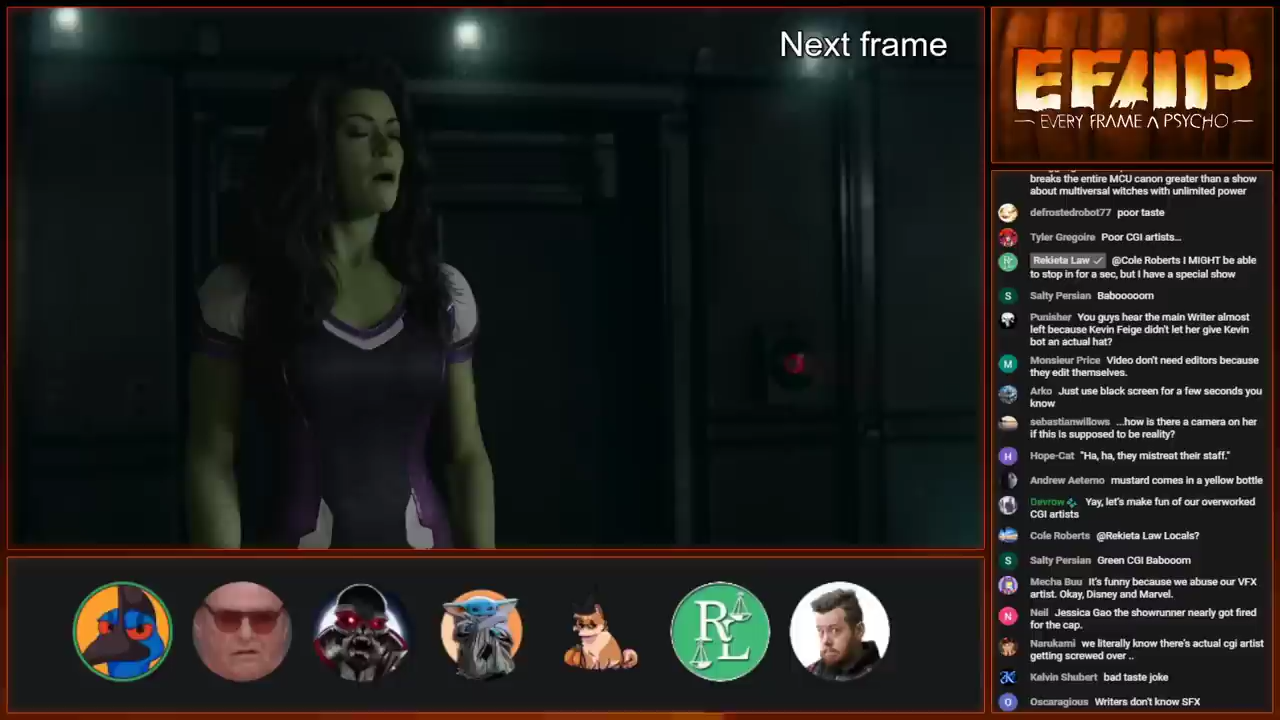 Next frame
EFAP
EVERY FRAME A PSYCHO
breaks the entire MCU canon greater than a show
about multiversal witches with unlimited power
defrostedrobot77 poor taste
Tyler Gregoire Poor CGI artists...
Rekieta Law @Cole Roberts I MIGHT be able
to stop in for a sec, but I have a special show
S Salty Persian Babooooom
Punisher You guys hear the main Writer almost
left because Kevin Feige didn't let her give Kevin
bot an actual hat?
M Monsieur Price Video don't need editors because
they edit themselves.
Arko Just use black screen for a few seconds you
know
sebastianwillows ...how is there a camera on her
if this is supposed to be reality?
H Hope-Cat "Ha, ha, they mistreat their staff."
Andrew Aeterno mustard comes in a yellow bottle
Devrow Yay, let's make fun of our overworked
CGI artists
Cole Roberts @Rekieta Law Locals?
S Salty Persian Green CGI Babooom
Mecha Buu It's funny because we abuse our VFX
artist. Okay, Disney and Marvel.
N Neil Jessica Gao the showrunner nearly got fired
for the cap.
Narukami we literally know there's actual cgi artist
getting screwed over ..
Kelvin Shubert bad taste joke
O Oscaragious Writers don't know SFX
RL